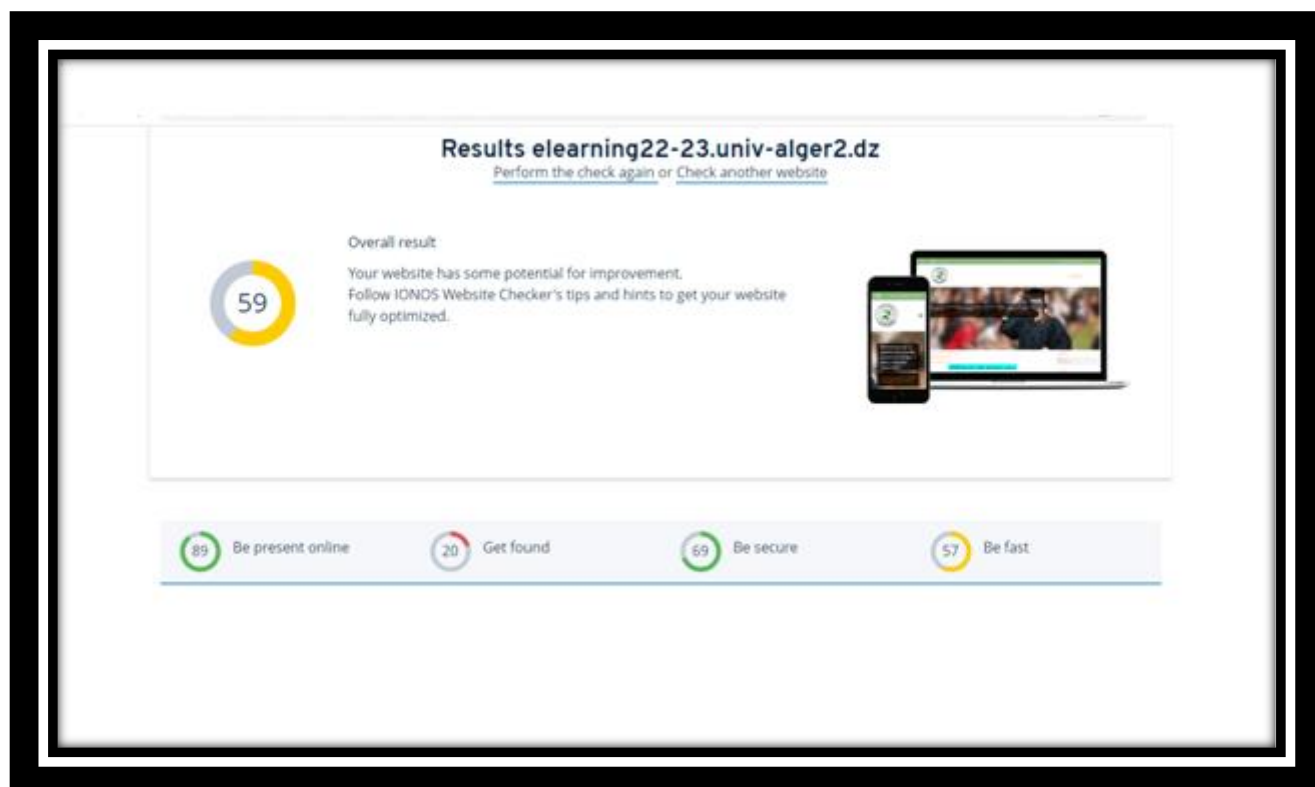 Results elearning22-23.univ-alger2.dz
Perform the check again or Check another website
Overall result
59
Your website has some potential for improvement.
Follow IONOS Website Checker's tips and hints to get your website
fully optimized.
89 Be present online
20 Get found
69 Be secure
57 Be fast